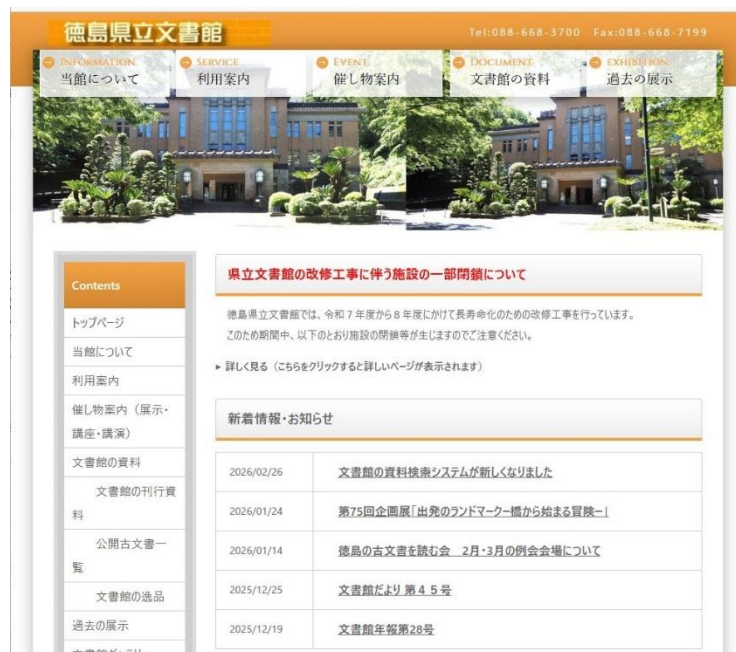 徳島県立文書館
Tel:088-668-3700 Fax:088-668-7199
INFORMATION
当館について
SERVICE
利用案内
EVENT
催し物案内
DOCUMENT
文書館の資料
EXHIBITION
過去の展示
Contents
トップページ
当館について
利用案内
催し物案内（展示・
講座・講演）
文書館の資料
文書館の刊行資
料
公開古文書一
覧
文書館の逸品
過去の展示
県立文書館の改修工事に伴う施設の一部閉鎖について
徳島県立文書館では、令和７年度から８年度にかけて長寿命化のための改修工事を行っています。
このため期間中、以下のとおり施設の閉鎖等が生じますのでご注意ください。
▶ 詳しく見る（こちらをクリックすると詳しいページが表示されます）
新着情報・お知らせ
2026/02/26 文書館の資料検索システムが新しくなりました
2026/01/24 第75回企画展「出発のランドマークー橋から始まる冒険ー」
2026/01/14 徳島の古文書を読む会　2月・3月の例会会場について
2025/12/25 文書館だより 第４５号
2025/12/19 文書館年報第28号